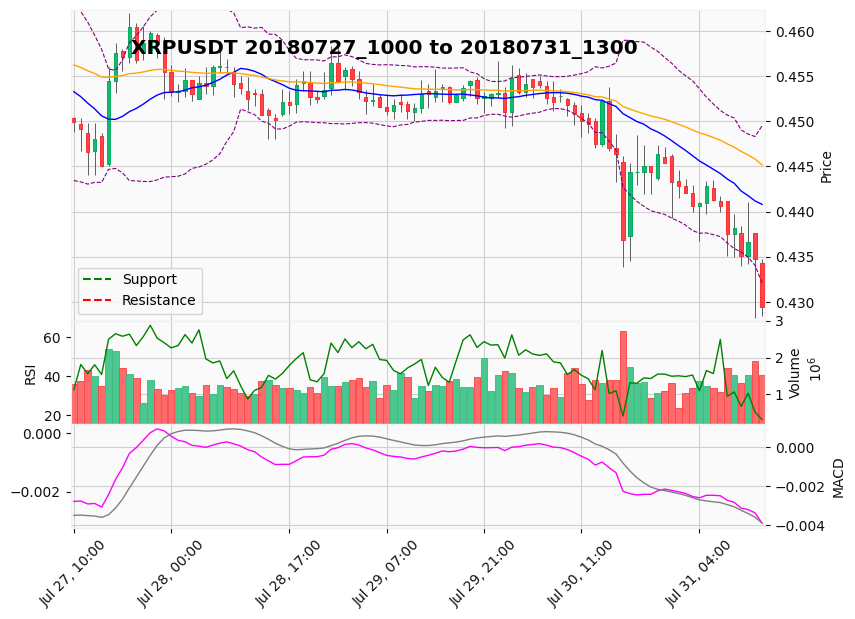 XRPUSDT 20180727_1000 to 20180731_1300
0.460
0.455
0.450
0.445
0.440
0.435
0.430
Price
Support
Resistance
60
40
20
RSI
3
2
1
Volume
10^6
0.000
−0.002
0.000
−0.002
−0.004
MACD
Jul 27, 10:00
Jul 28, 00:00
Jul 28, 17:00
Jul 29, 07:00
Jul 29, 21:00
Jul 30, 11:00
Jul 31, 04:00